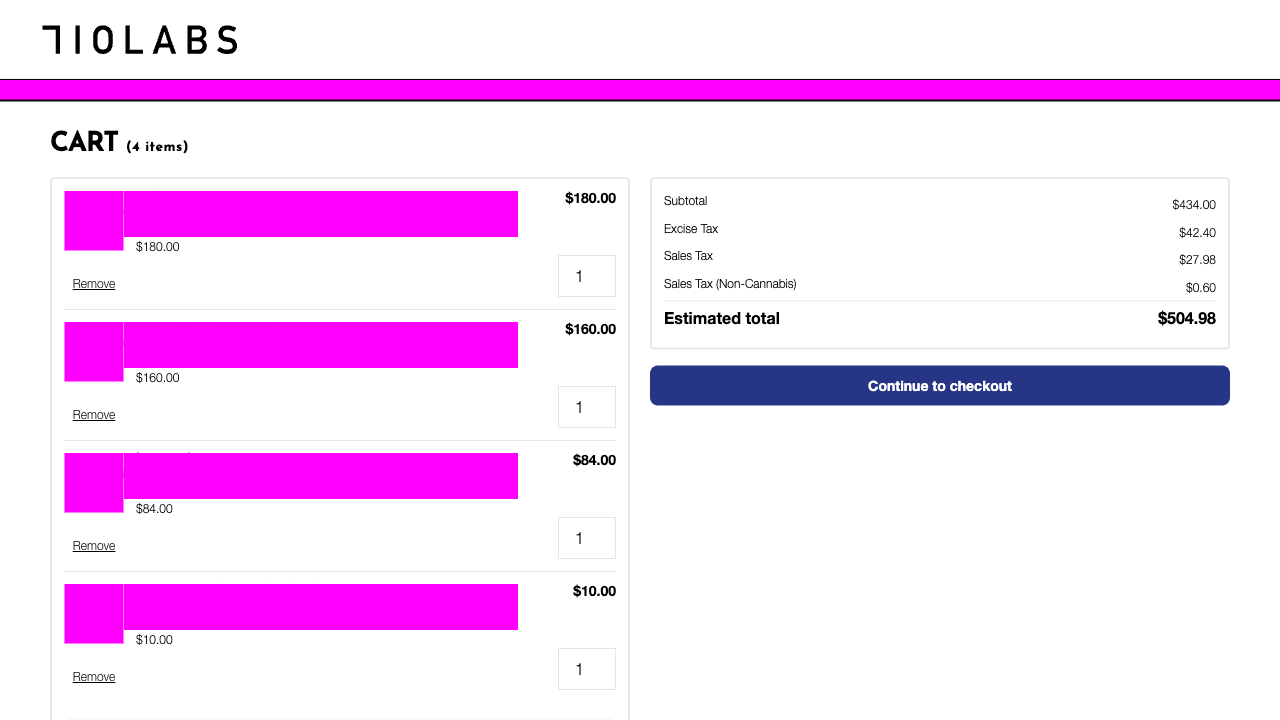 710LABS
CART (4 items)
$180.00
$180.00
Remove
1
$160.00
$160.00
Remove
1
$84.00
$84.00
Remove
1
$10.00
$10.00
Remove
1
Subtotal $434.00
Excise Tax $42.40
Sales Tax $27.98
Sales Tax (Non-Cannabis) $0.60
Estimated total $504.98
Continue to checkout